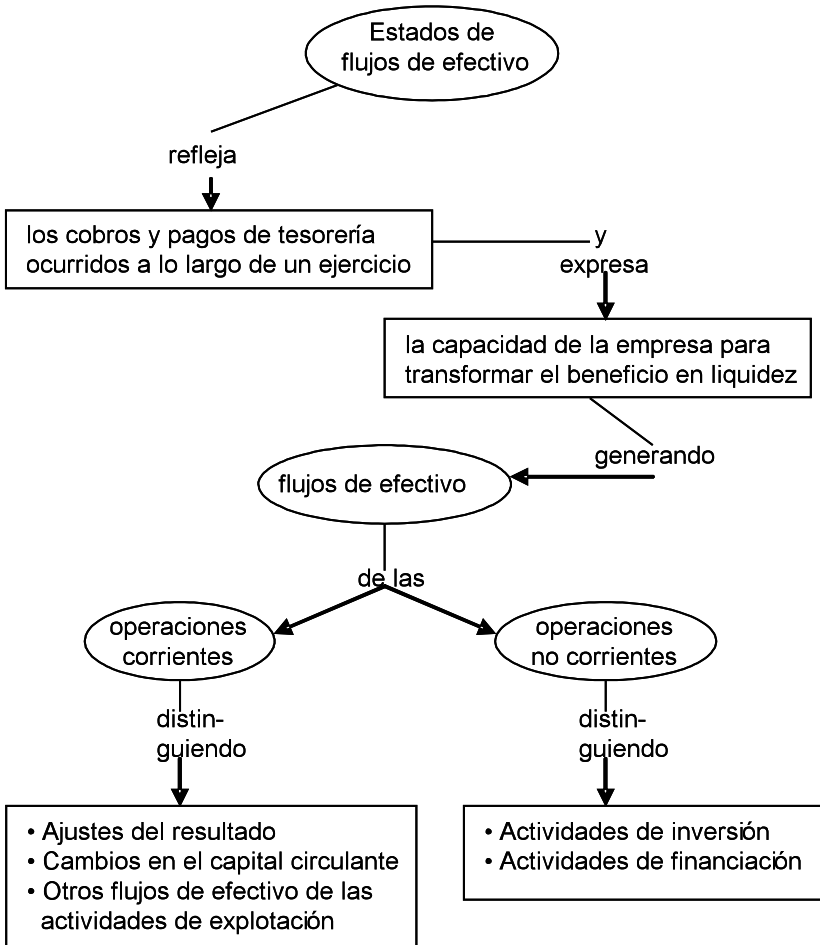 Estados de
flujos de efectivo
refleja
los cobros y pagos de tesorería
ocurridos a lo largo de un ejercicio
y
expresa
la capacidad de la empresa para
transformar el beneficio en liquidez
generando
flujos de efectivo
de las
operaciones
corrientes
distin-
guiendo
• Ajustes del resultado
• Cambios en el capital circulante
• Otros flujos de efectivo de las
actividades de explotación
operaciones
no corrientes
distin-
guiendo
• Actividades de inversión
• Actividades de financiación